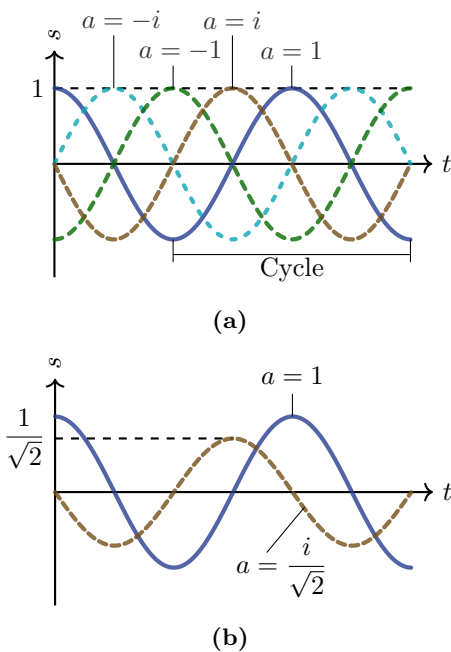 s
a = −i
a = i
a = −1
a = 1
1
t
Cycle
(a)
s
a = 1
1/√2
t
a = i/√2
(b)